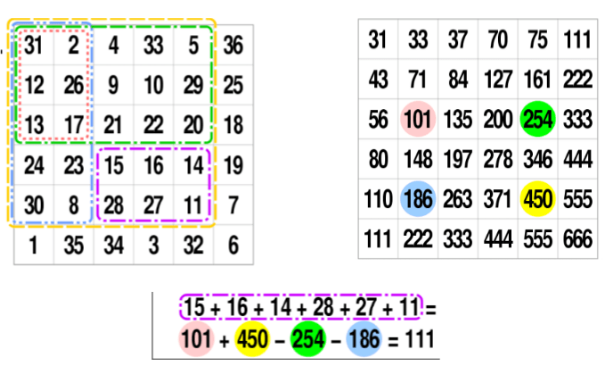 31 2 4 33 5 36
12 26 9 10 29 25
13 17 21 22 20 18
24 23 15 16 14 19
30 8 28 27 11 7
1 35 34 3 32 6
31 33 37 70 75 111
43 71 84 127 161 222
56 101 135 200 254 333
80 148 197 278 346 444
110 186 263 371 450 555
111 222 333 444 555 666
15 + 16 + 14 + 28 + 27 + 11 =
101 + 450 − 254 − 186 = 111